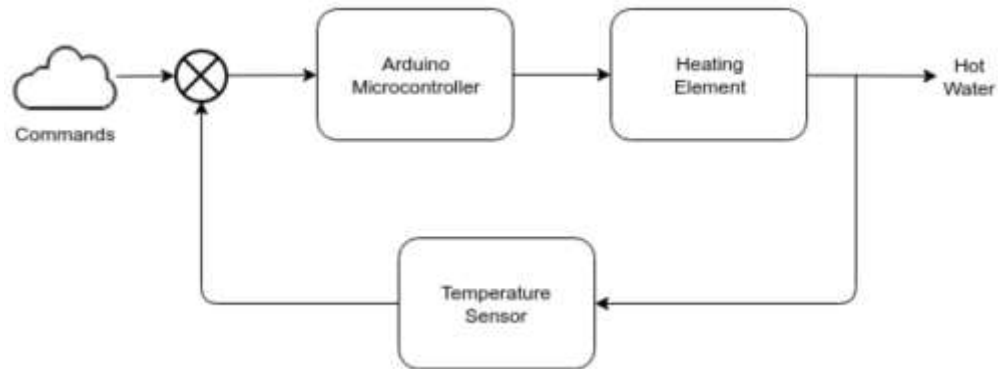 Commands
Arduino
Microcontroller
Heating
Element
Hot
Water
Temperature
Sensor